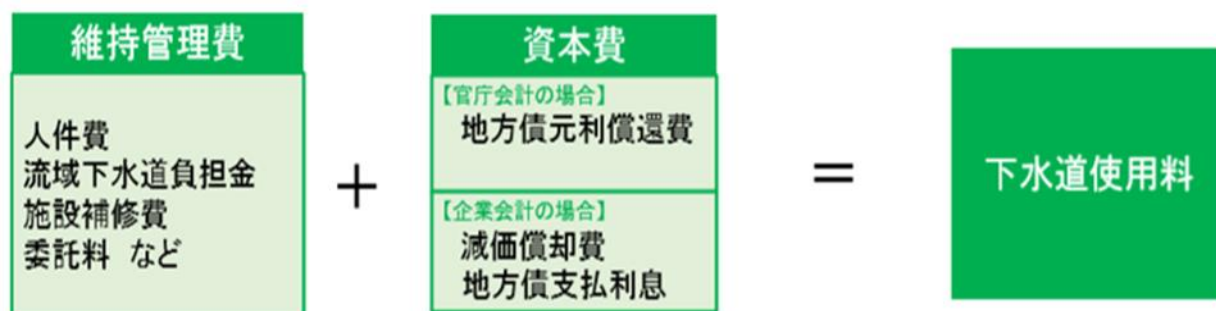 維持管理費
人件費
流域下水道負担金
施設補修費
委託料 など
+
資本費
【官庁会計の場合】
地方債元利償還費
【企業会計の場合】
減価償却費
地方債支払利息
=
下水道使用料